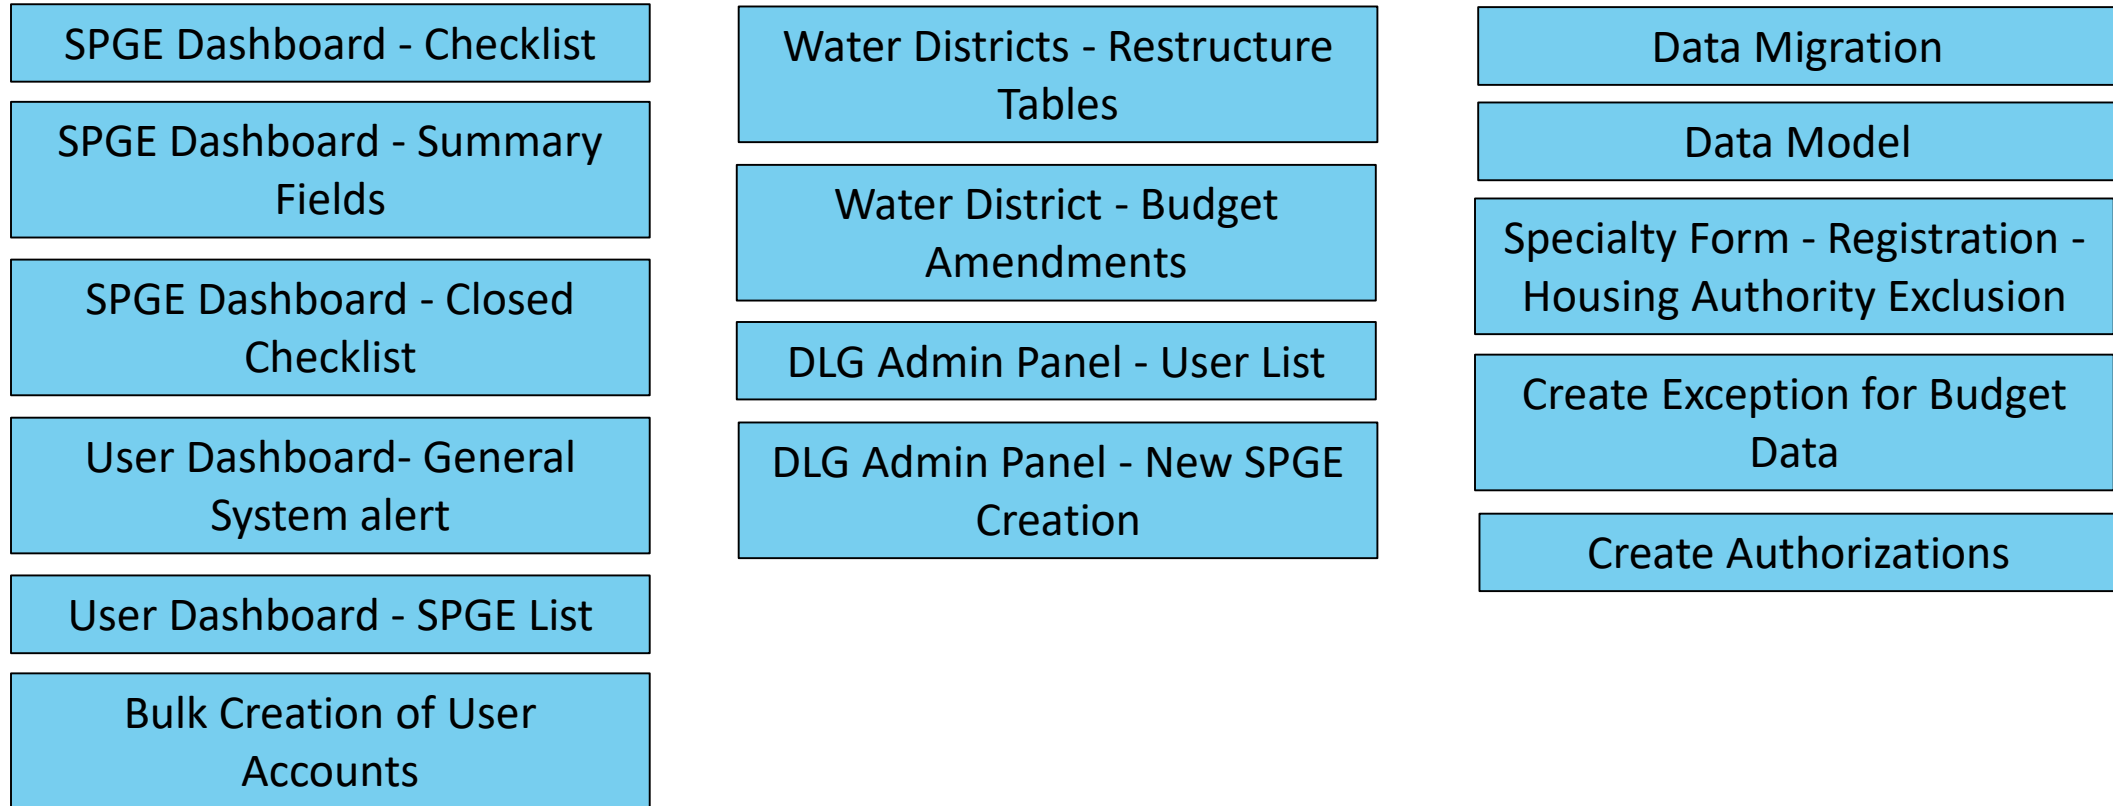 SPGE Dashboard - Checklist
SPGE Dashboard - Summary
Fields
SPGE Dashboard - Closed
Checklist
User Dashboard- General
System alert
User Dashboard - SPGE List
Bulk Creation of User
Accounts
Water Districts - Restructure
Tables
Water District - Budget
Amendments
DLG Admin Panel - User List
DLG Admin Panel - New SPGE
Creation
Data Migration
Data Model
Specialty Form - Registration -
Housing Authority Exclusion
Create Exception for Budget
Data
Create Authorizations